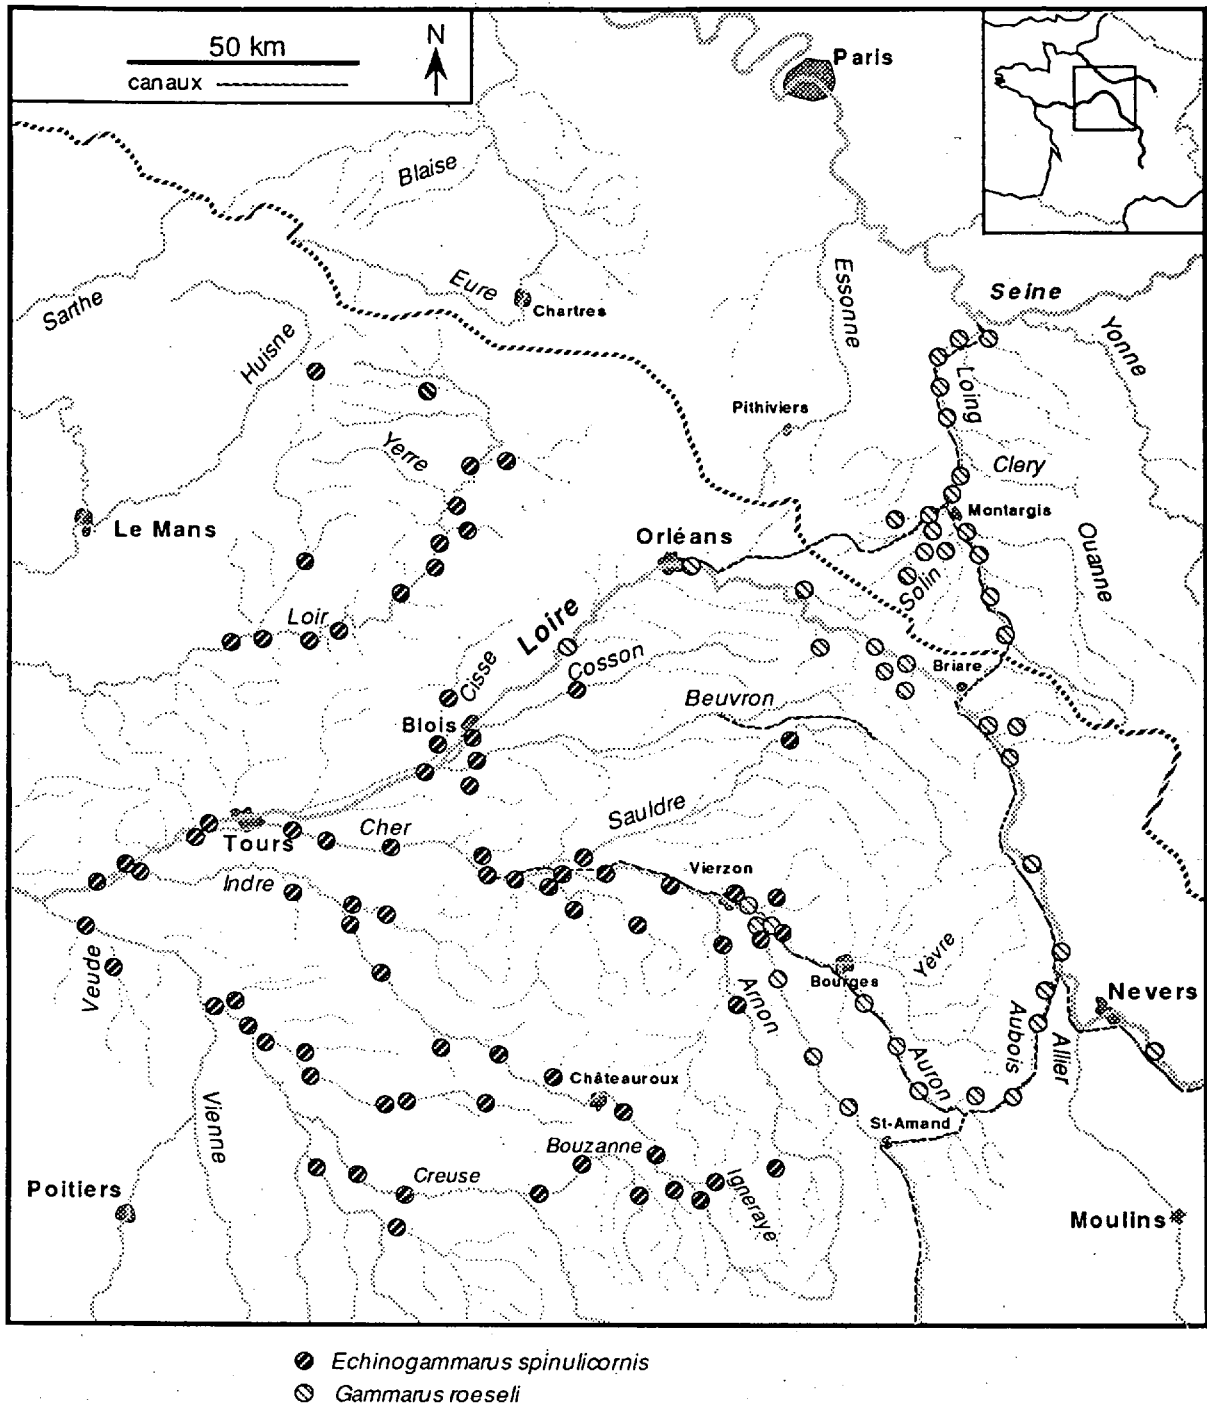 50 km
N
canaux
Paris
Blaise
Essonne
Eure
Chartres
Sarthe
Seine
Yonne
Huisne
Loing
Pithiviers
Yerre
Clery
Montargis
Le Mans
Orléans
Ouanne
Solin
Loir
Loire
Cisse
Cosson
Briare
Beuvron
Blois
Sauldre
Cher
Tours
Vierzon
Indre
Yèvre
Veude
Arnon
Bourges
Nevers
Aubois
Allier
Auron
Châteauroux
Vienne
St-Amand
Bouzanne
Creuse
Igneraye
Poitiers
Moulins
Echinogammarus spinulicornis
Gammarus roeseli